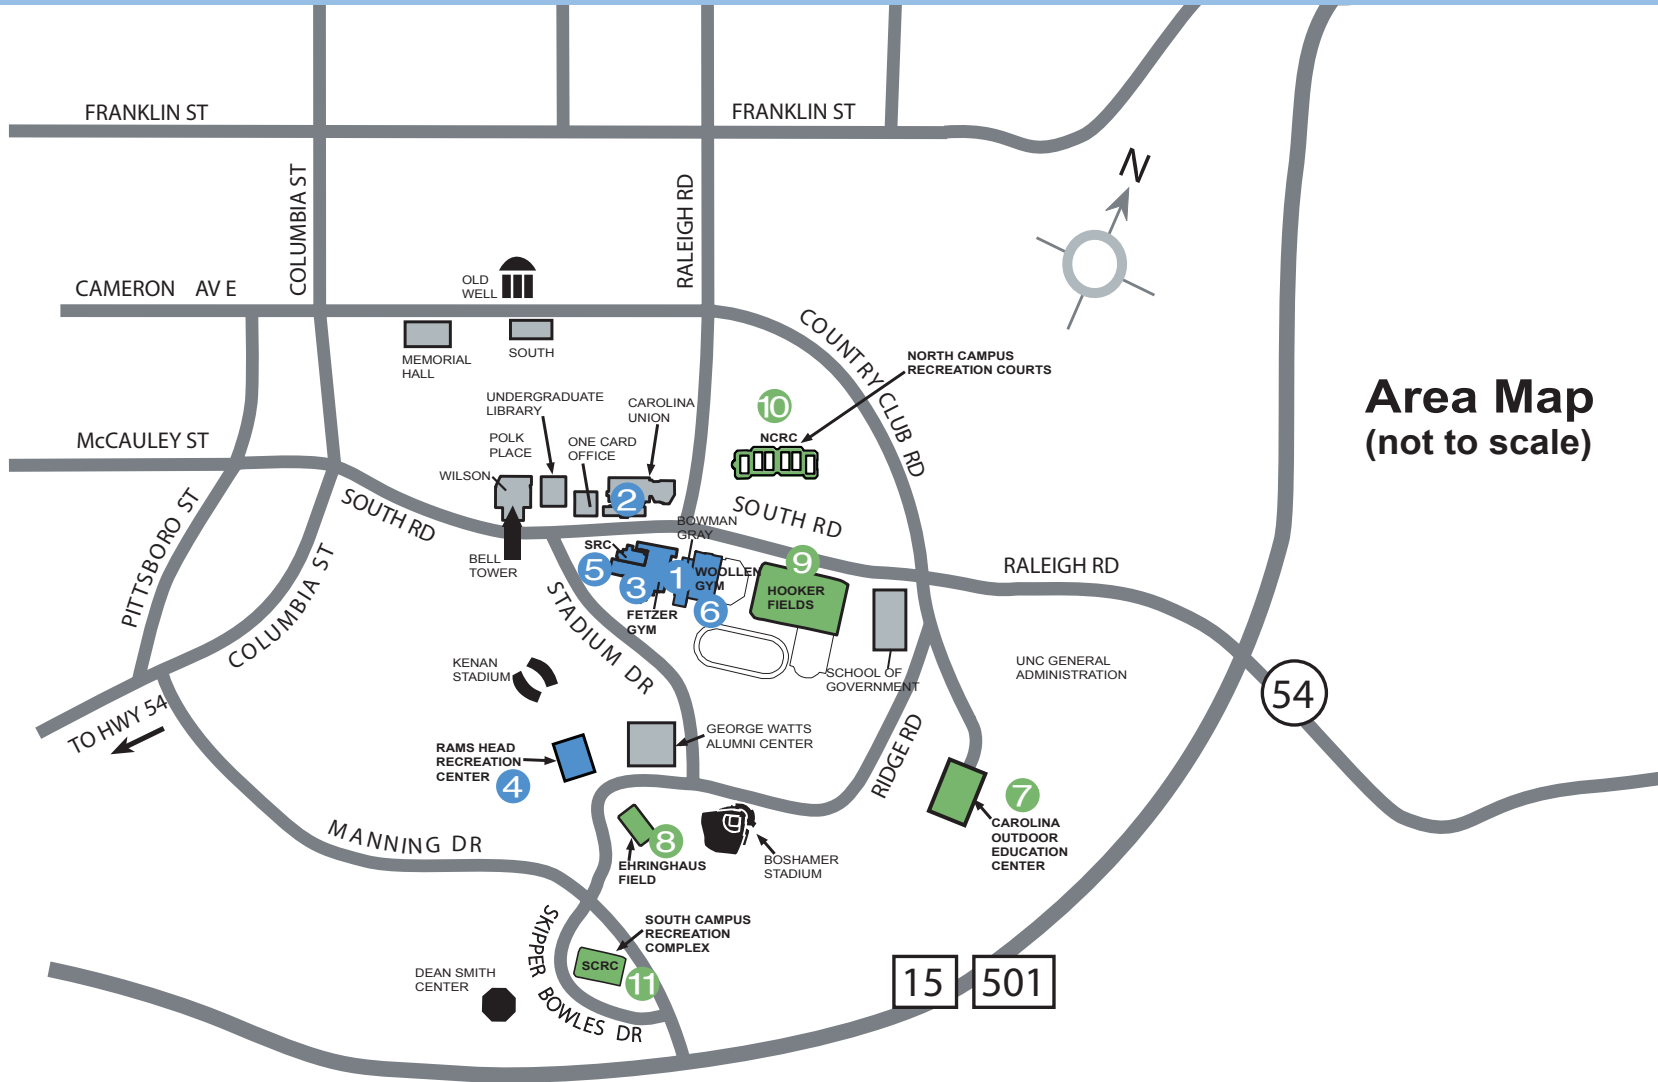 FRANKLIN ST
FRANKLIN ST
N
COLUMBIA ST
RALEIGH RD
OLD
WELL
CAMERON AV E
MEMORIAL
HALL
SOUTH
COUNTRY CLUB RD
NORTH CAMPUS
RECREATION COURTS
Area Map
(not to scale)
10
NCRC
UNDERGRADUATE
LIBRARY
CAROLINA
UNION
McCAULEY ST
POLK
PLACE
ONE CARD
OFFICE
WILSON
2
PITTSBORO ST
SOUTH RD
SOUTH RD
BOWMAN
GRAY
BELL
TOWER
SRC
5
3
1
WOOLLEN
GYM
6
FETZER
GYM
9
HOOKER
FIELDS
RALEIGH RD
COLUMBIA ST
STADIUM DR
KENAN
STADIUM
SCHOOL OF
GOVERNMENT
UNC GENERAL
ADMINISTRATION
54
TO HWY 54
GEORGE WATTS
ALUMNI CENTER
RIDGE RD
RAMS HEAD
RECREATION
CENTER
4
7
CAROLINA
OUTDOOR
EDUCATION
CENTER
MANNING DR
8
EHRINGHAUS
FIELD
BOSHAMER
STADIUM
SOUTH CAMPUS
RECREATION
COMPLEX
SKIPPER BOWLES DR
SCRC
11
DEAN SMITH
CENTER
15
501